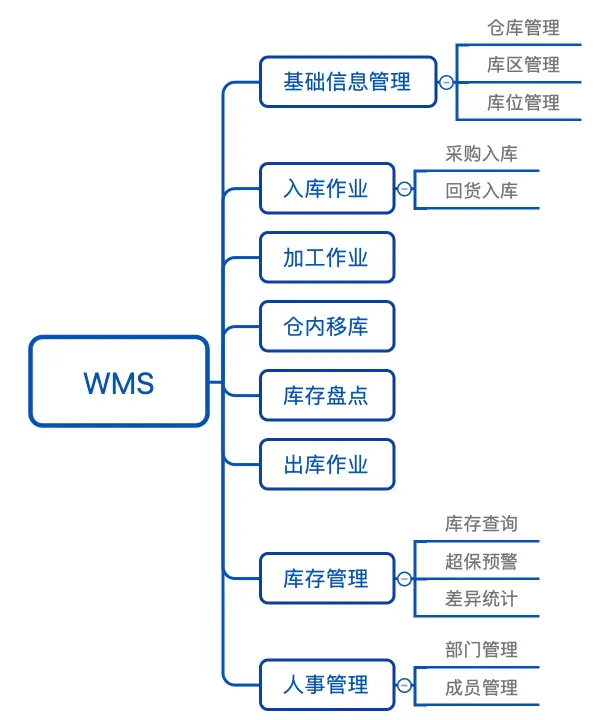 WMS
基础信息管理
仓库管理
库区管理
库位管理
入库作业
采购入库
回货入库
加工作业
仓内移库
库存盘点
出库作业
库存管理
库存查询
超保预警
差异统计
人事管理
部门管理
成员管理